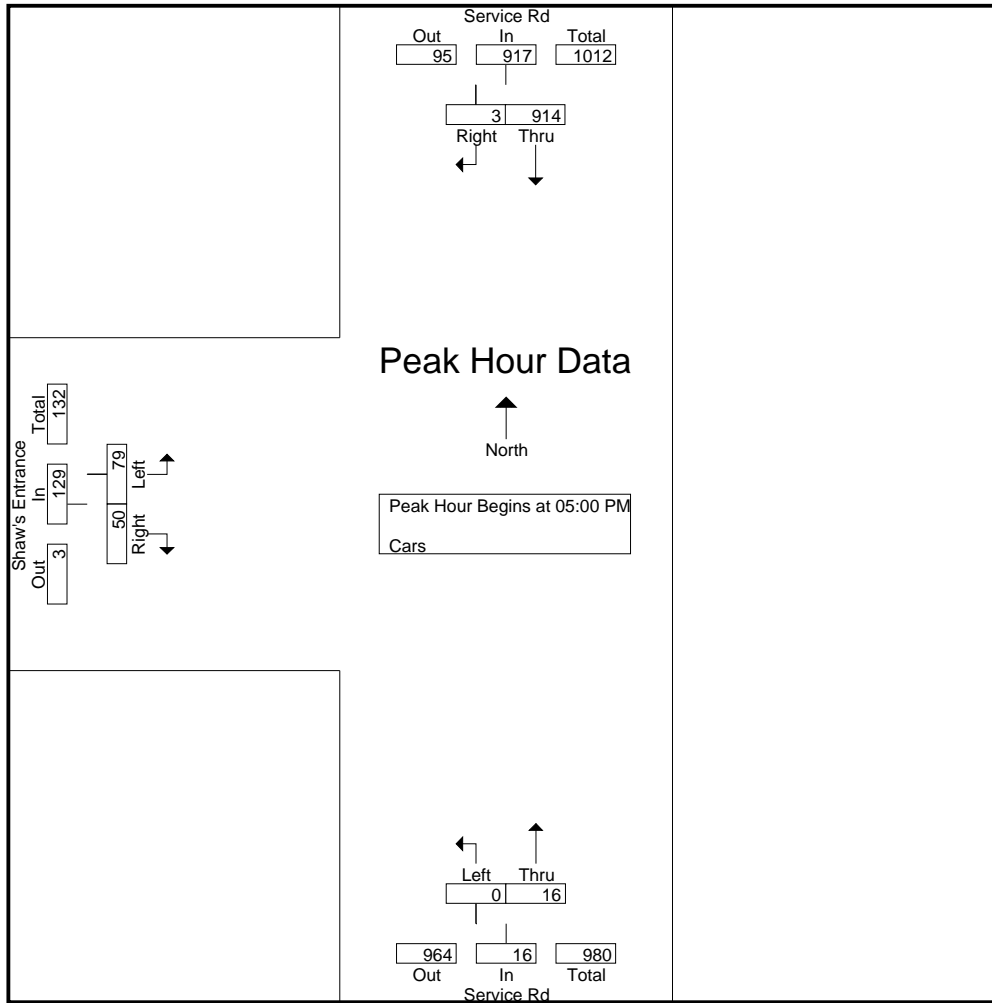 Service Rd
Out In Total
95 917 1012
3 914
Right Thru
Peak Hour Data
North
Peak Hour Begins at 05:00 PM
Cars
Shaw's Entrance
Total In Out
132 129 3
79 50
Left Right
Left Thru
0 16
964 16 980
Out In Total
Service Rd